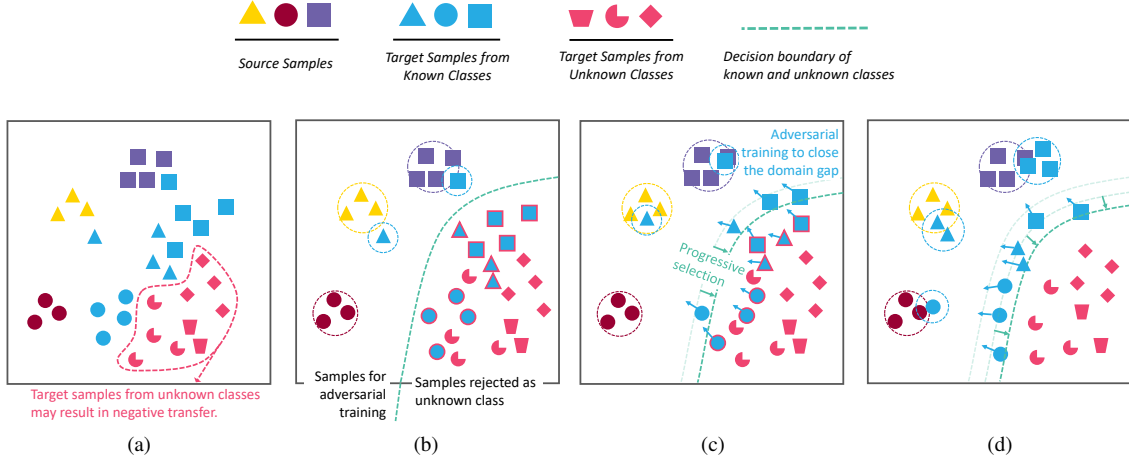 Source Samples
Target Samples from
Known Classes
Target Samples from
Unknown Classes
Decision boundary of
known and unknown classes
Target samples from unknown classes
may result in negative transfer.
Samples for
adversarial
training
Samples rejected as
unknown class
Adversarial
training to close
the domain gap
Progressive
selection
(a)
(b)
(c)
(d)